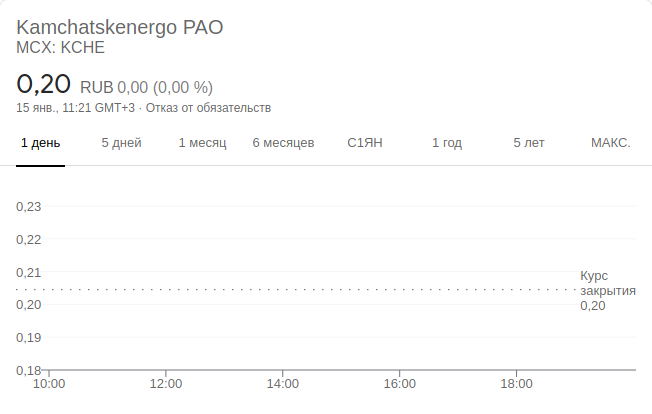 Kamchatskenergo PAO
MCX: KCHE
0,20 RUB 0,00 (0,00 %)
15 янв., 11:21 GMT+3 · Отказ от обязательств
1 день 5 дней 1 месяц 6 месяцев С1ЯН 1 год 5 лет МАКС.
0,23
0,22
0,21
Курс
закрытия
0,20
0,20
0,19
0,18
10:00 12:00 14:00 16:00 18:00